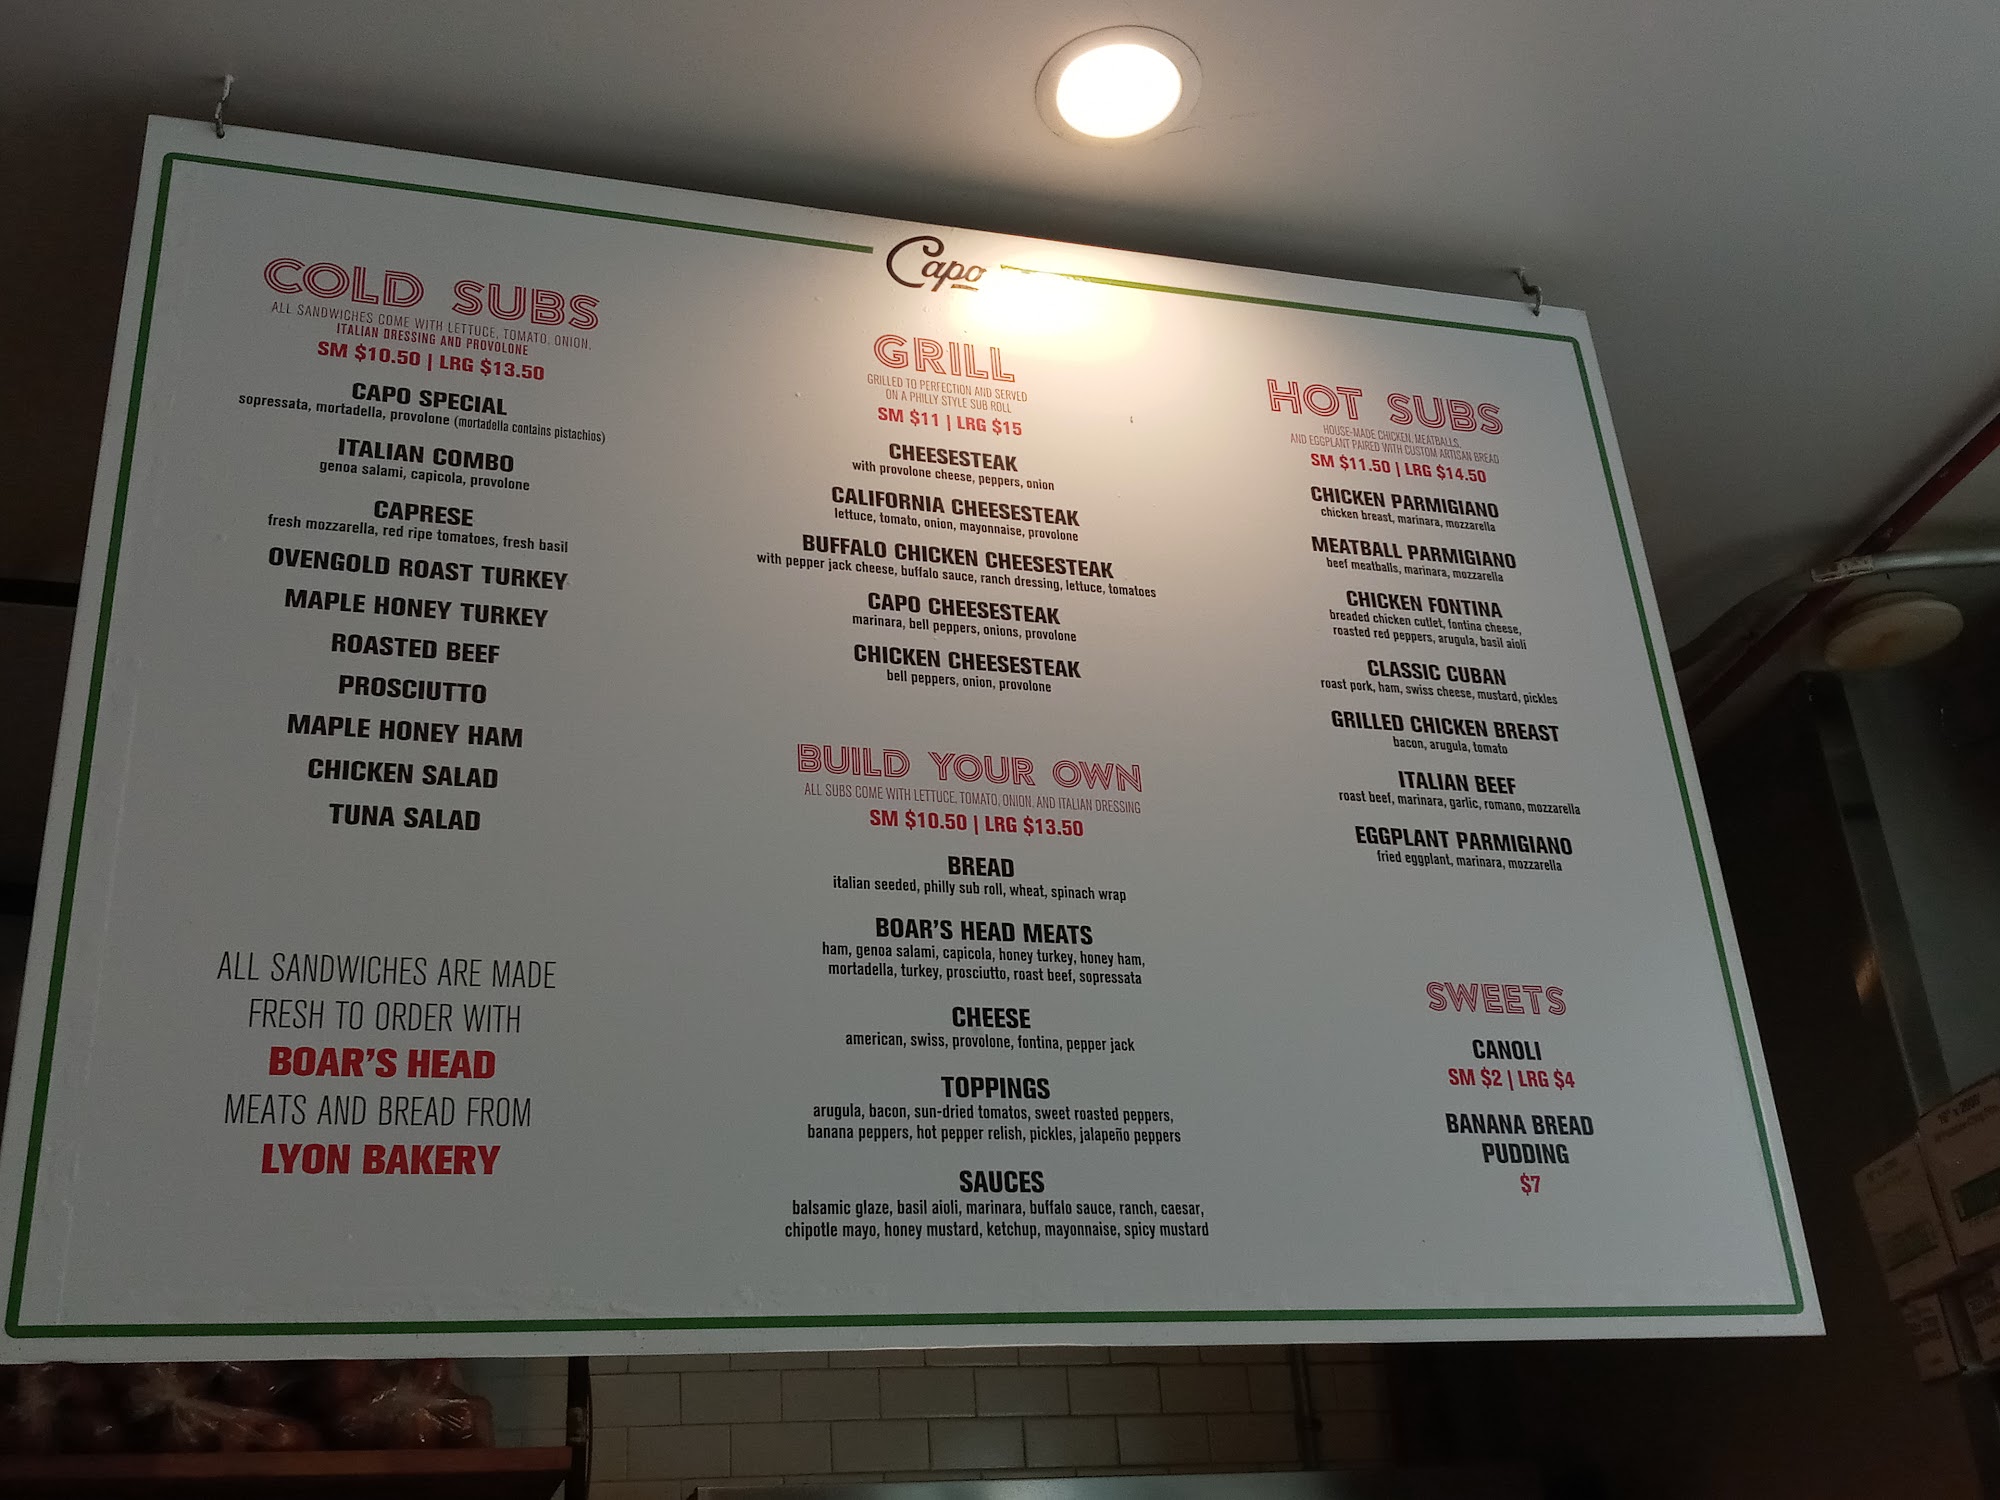 Capo
COLD SUBS
ALL SANDWICHES COME WITH LETTUCE, TOMATO, ONION,
ITALIAN DRESSING AND PROVOLONE
SM $10.50 | LRG $13.50
CAPO SPECIAL
sopressata, mortadella, provolone (mortadella contains pistachios)
ITALIAN COMBO
genoa salami, capicola, provolone
CAPRESE
fresh mozzarella, red ripe tomatoes, fresh basil
OVENGOLD ROAST TURKEY
MAPLE HONEY TURKEY
ROASTED BEEF
PROSCIUTTO
MAPLE HONEY HAM
CHICKEN SALAD
TUNA SALAD
ALL SANDWICHES ARE MADE
FRESH TO ORDER WITH
BOAR'S HEAD
MEATS AND BREAD FROM
LYON BAKERY
GRILL
GRILLED TO PERFECTION AND SERVED
ON A PHILLY STYLE SUB ROLL
SM $11 | LRG $15
CHEESESTEAK
with provolone cheese, peppers, onion
CALIFORNIA CHEESESTEAK
lettuce, tomato, onion, mayonnaise, provolone
BUFFALO CHICKEN CHEESESTEAK
with pepper jack cheese, buffalo sauce, ranch dressing, lettuce, tomatoes
CAPO CHEESESTEAK
marinara, bell peppers, onions, provolone
CHICKEN CHEESESTEAK
bell peppers, onion, provolone
BUILD YOUR OWN
ALL SUBS COME WITH LETTUCE, TOMATO, ONION, AND ITALIAN DRESSING
SM $10.50 | LRG $13.50
BREAD
italian seeded, philly sub roll, wheat, spinach wrap
BOAR'S HEAD MEATS
ham, genoa salami, capicola, honey turkey, honey ham,
mortadella, turkey, prosciutto, roast beef, sopressata
CHEESE
american, swiss, provolone, fontina, pepper jack
TOPPINGS
arugula, bacon, sun-dried tomatoes, sweet roasted peppers,
banana peppers, hot pepper relish, pickles, jalapeño peppers
SAUCES
balsamic glaze, basil aioli, marinara, buffalo sauce, ranch, caesar,
chipotle mayo, honey mustard, ketchup, mayonnaise, spicy mustard
HOT SUBS
HOUSE-MADE CHICKEN, MEATBALLS,
AND EGGPLANT PAIRED WITH CUSTOM ARTISAN BREAD
SM $11.50 | LRG $14.50
CHICKEN PARMIGIANO
chicken breast, marinara, mozzarella
MEATBALL PARMIGIANO
beef meatballs, marinara, mozzarella
CHICKEN FONTINA
breaded chicken cutlet, fontina cheese,
roasted red peppers, arugula, basil aioli
CLASSIC CUBAN
roast pork, ham, swiss cheese, mustard, pickles
GRILLED CHICKEN BREAST
bacon, arugula, tomato
ITALIAN BEEF
roast beef, marinara, garlic, romano, mozzarella
EGGPLANT PARMIGIANO
fried eggplant, marinara, mozzarella
SWEETS
CANOLI
SM $2 | LRG $4
BANANA BREAD
PUDDING
$7